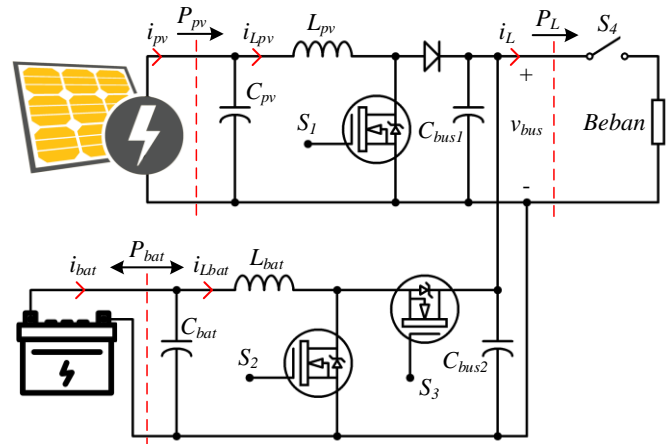 i_pv P_pv i_Lpv L_pv i_L P_L S_4
C_pv S_1 C_bus1 + v_bus - Beban
i_bat P_bat i_Lbat L_bat
C_bat S_2 S_3 C_bus2